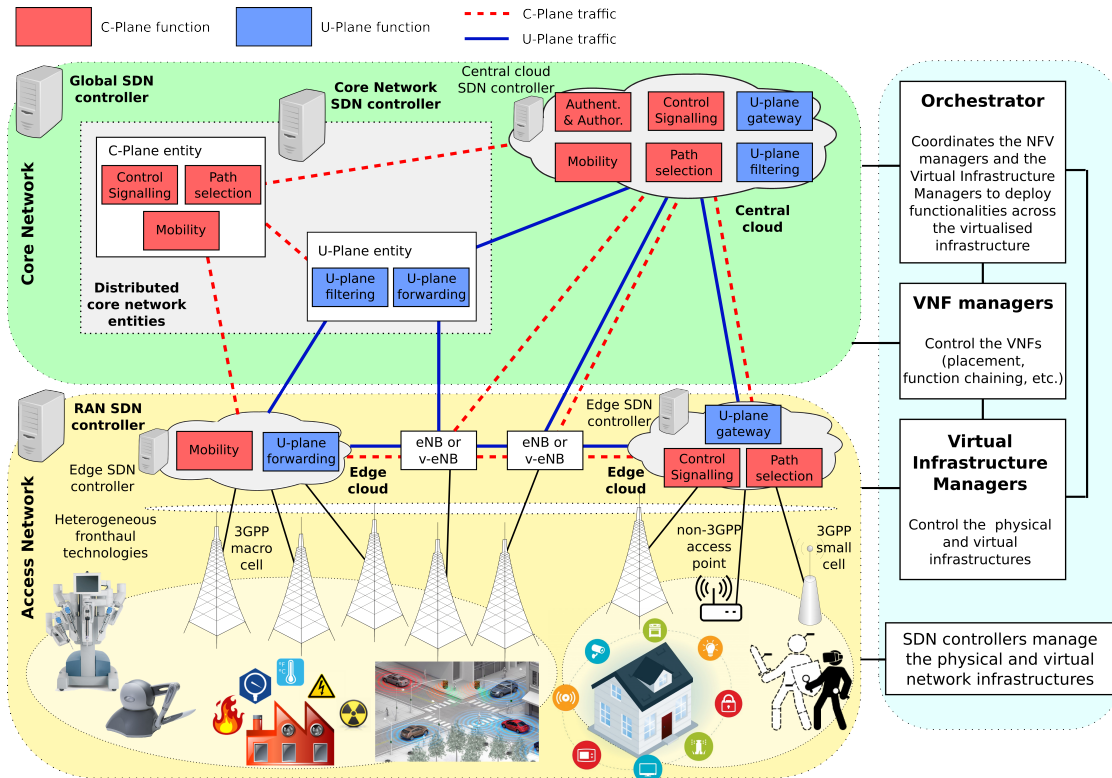 C-Plane function
U-Plane function
C-Plane traffic
U-Plane traffic
Global SDN
controller
Core Network
SDN controller
Central cloud
SDN controller
Core Network
C-Plane entity
Control
Signalling
Path
selection
Mobility
U-Plane entity
U-plane
filtering
U-plane
forwarding
Distributed
core network
entities
Authent.
& Author.
Control
Signalling
U-plane
gateway
Mobility
Path
selection
U-plane
filtering
Central
cloud
RAN SDN
controller
Edge SDN
controller
Mobility
U-plane
forwarding
Edge
cloud
eNB or
v-eNB
eNB or
v-eNB
Edge SDN
controller
U-plane
gateway
Control
Signalling
Path
selection
Edge
cloud
Access Network
Heterogeneous
fronthaul
technologies
3GPP
macro
cell
non-3GPP
access
point
3GPP
small
cell
°F
°C
Orchestrator
Coordinates the NFV
managers and the
Virtual Infrastructure
Managers to deploy
functionalities across
the virtualised
infrastructure
VNF managers
Control the VNFs
(placement,
function chaining, etc.)
Virtual
Infrastructure
Managers
Control the physical
and virtual
infrastructures
SDN controllers manage
the physical and virtual
network infrastructures